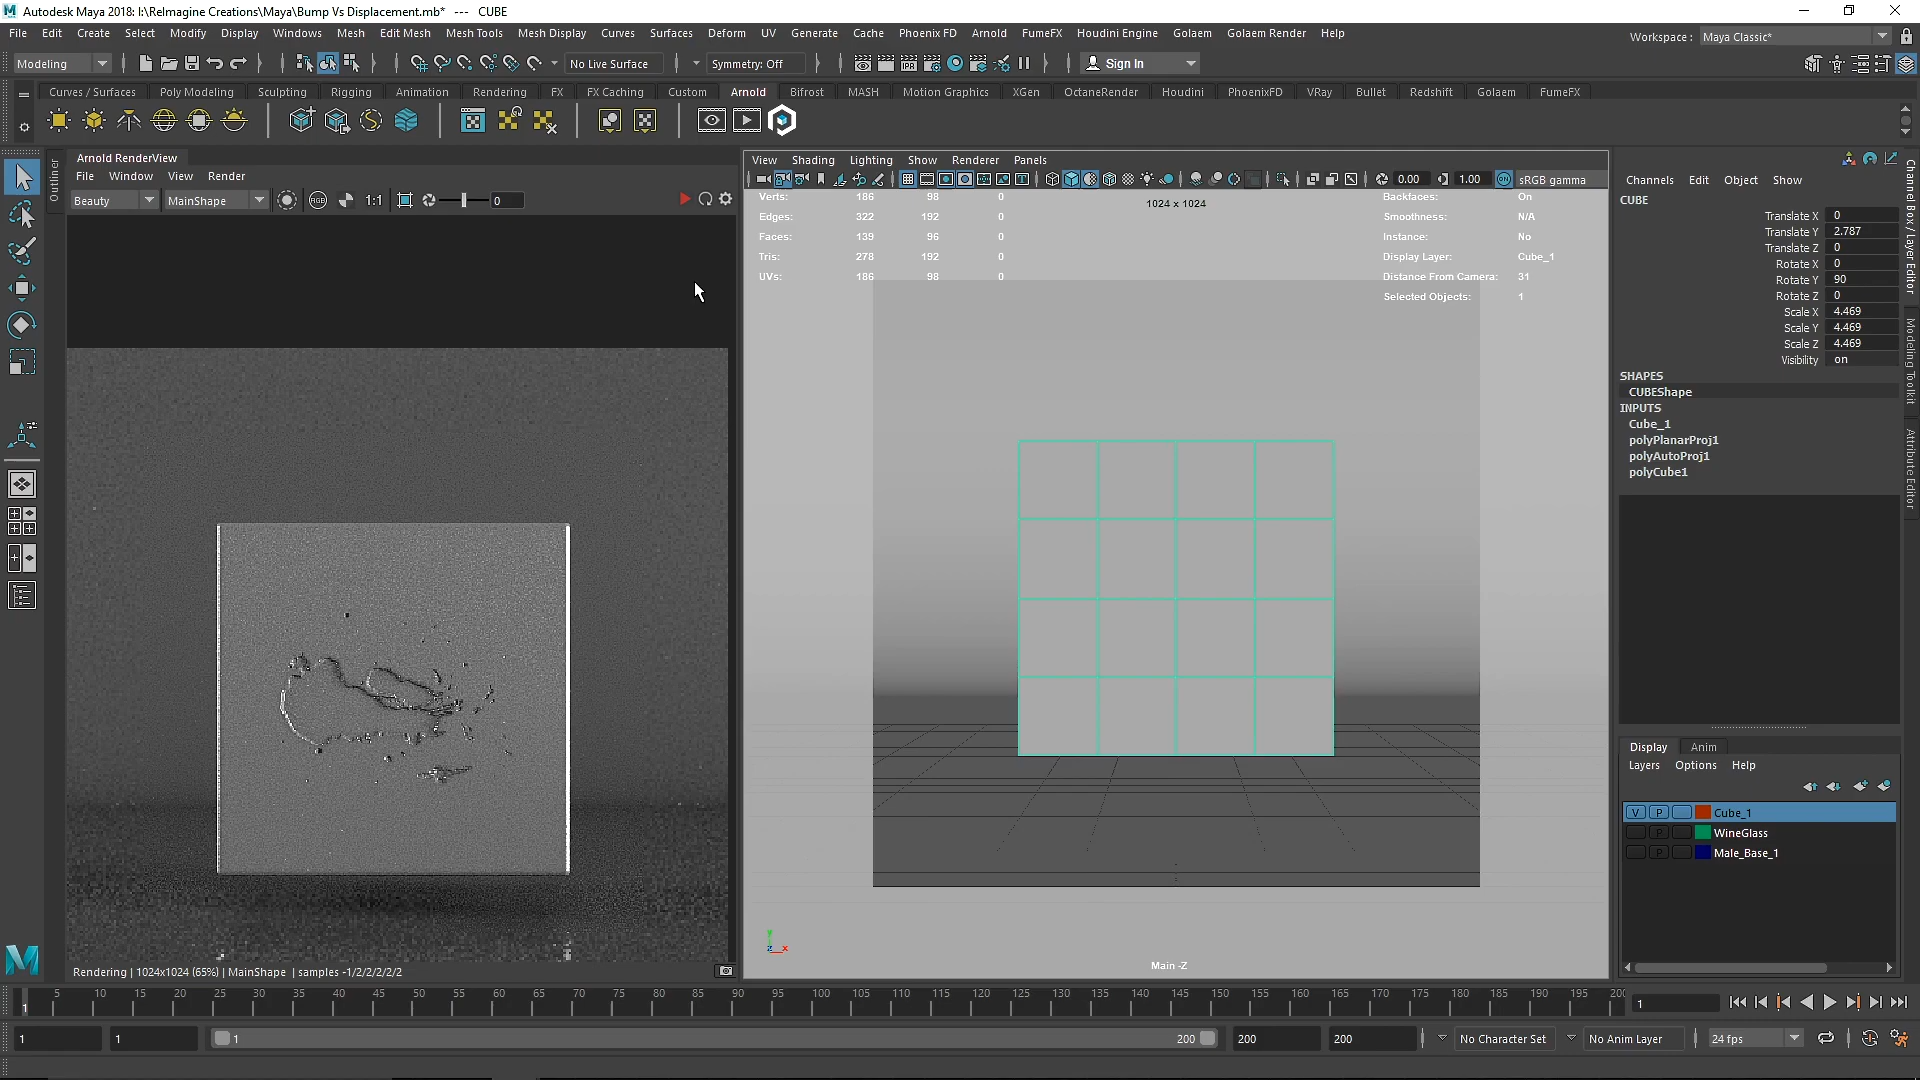 Autodesk Maya 2018: I:\ReImagine Creations\Maya\Bump Vs Displacement.mb* --- CUBE
File Edit Create Select Modify Display Windows Mesh Edit Mesh Mesh Tools Mesh Display Curves Surfaces Deform UV Generate Cache Phoenix FD Arnold FumeFX Houdini Engine Golaem Golaem Render Help
Workspace : Maya Classic*
Modeling No Live Surface Symmetry: Off Sign In
Curves / Surfaces Poly Modeling Sculpting Rigging Animation Rendering FX FX Caching Custom Arnold Bifrost MASH Motion Graphics XGen OctaneRender Houdini PhoenixFD VRay Bullet Redshift Golaem FumeFX
Outliner
Arnold RenderView
File Window View Render
Beauty MainShape RGB 1:1 0
Rendering | 1024x1024 (65%) | MainShape | samples -1/2/2/2/2/2
View Shading Lighting Show Renderer Panels
0.00 1.00 ON sRGB gamma
Verts: 186 98 0
Edges: 322 192 0
Faces: 139 96 0
Tris: 278 192 0
UVs: 186 98 0
1024 x 1024
Backfaces: On
Smoothness: N/A
Instance: No
Display Layer: Cube_1
Distance From Camera: 31
Selected Objects: 1
Main -Z
Channels Edit Object Show
CUBE
Translate X 0
Translate Y 2.787
Translate Z 0
Rotate X 0
Rotate Y 90
Rotate Z 0
Scale X 4.469
Scale Y 4.469
Scale Z 4.469
Visibility on
SHAPES
CUBEShape
INPUTS
Cube_1
polyPlanarProj1
polyAutoProj1
polyCube1
Channel Box / Layer Editor
Modeling Toolkit
Attribute Editor
Display Anim
Layers Options Help
V P Cube_1
P WineGlass
P Male_Base_1
1 5 10 15 20 25 30 35 40 45 50 55 60 65 70 75 80 85 90 95 100 105 110 115 120 125 130 135 140 145 150 155 160 165 170 175 180 185 190 195 200 1
1 1 1 200 200 200 No Character Set No Anim Layer 24 fps